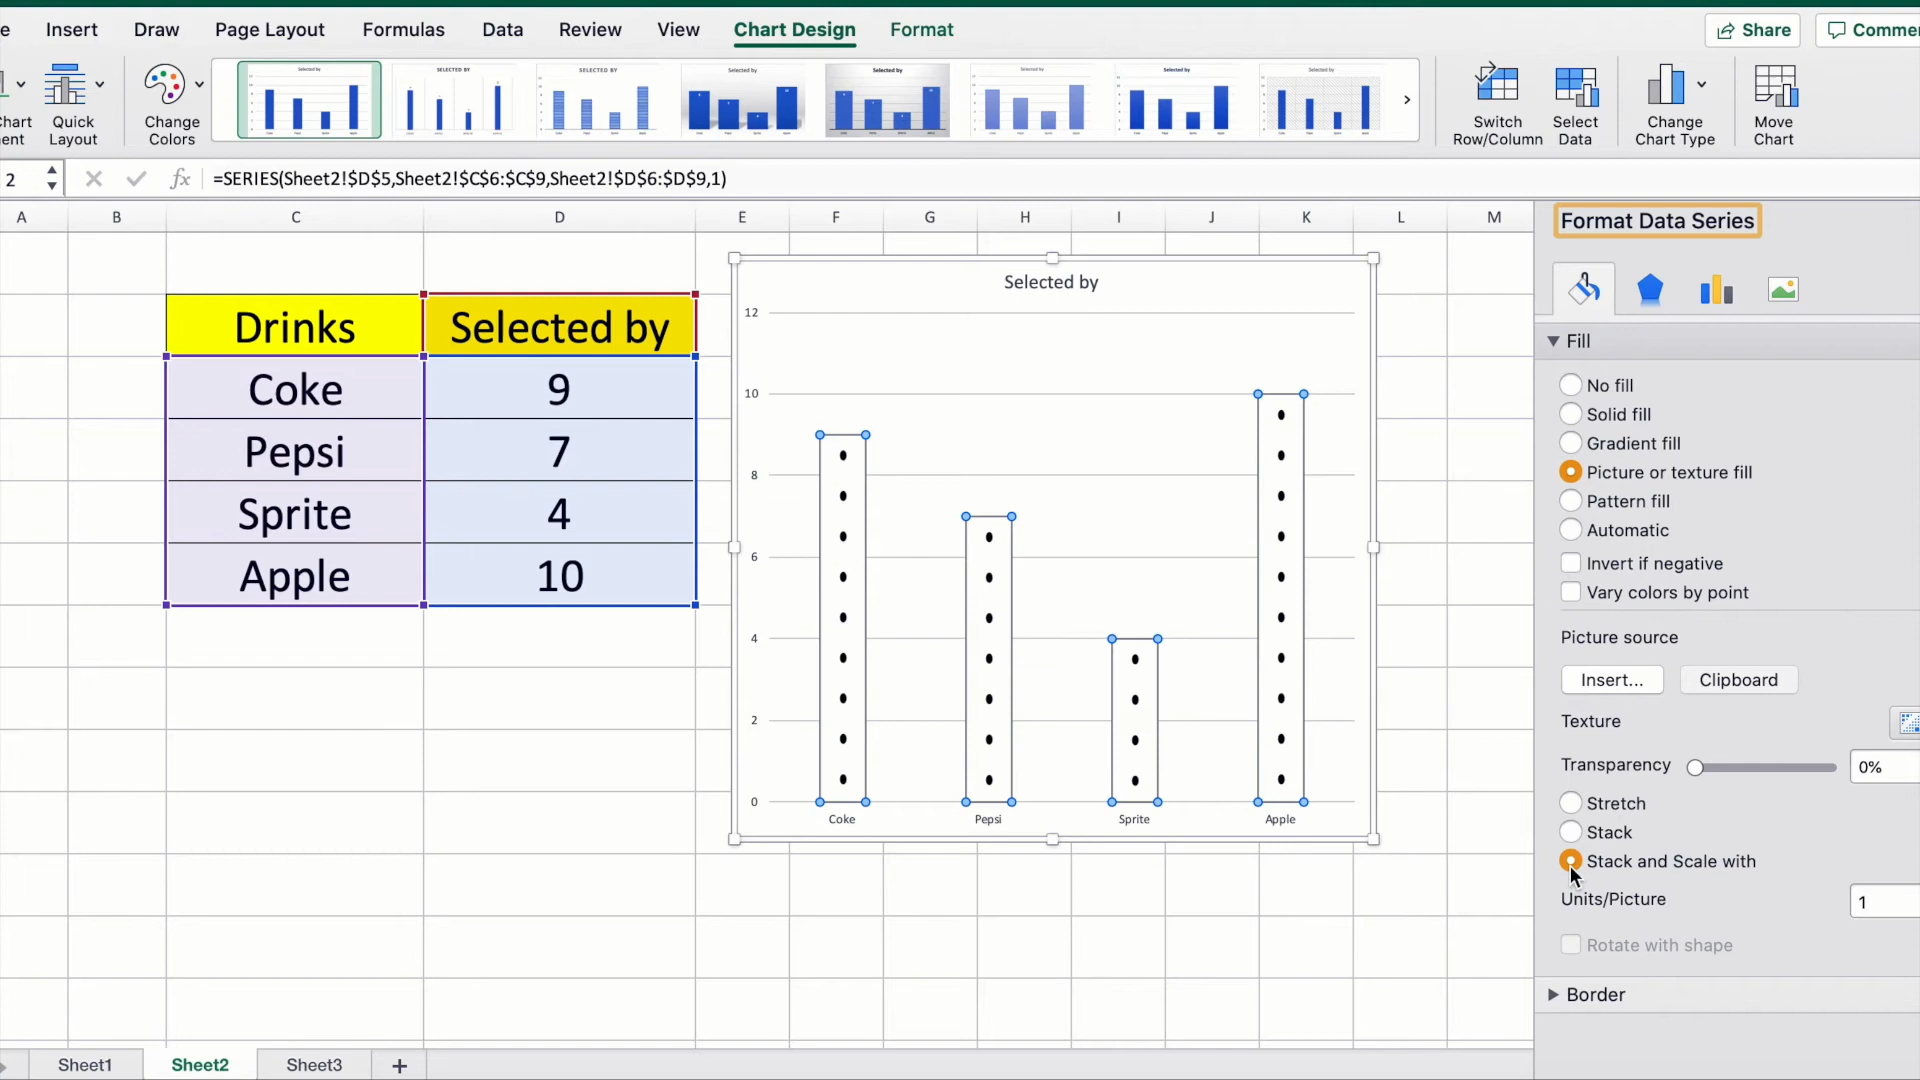 e Insert Draw Page Layout Formulas Data Review View Chart Design Format Share Commer
hart ent Quick Layout Change Colors Switch Row/Column Select Data Change Chart Type Move Chart
2 fx =SERIES(Sheet2!$D$5,Sheet2!$C$6:$C$9,Sheet2!$D$6:$D$9,1)
A B C D E F G H I J K L M
Drinks Selected by
Coke 9
Pepsi 7
Sprite 4
Apple 10
Selected by
12
10
8
6
4
2
0
Coke Pepsi Sprite Apple
Format Data Series
Fill
No fill
Solid fill
Gradient fill
Picture or texture fill
Pattern fill
Automatic
Invert if negative
Vary colors by point
Picture source
Insert... Clipboard
Texture
Transparency 0%
Stretch
Stack
Stack and Scale with
Units/Picture 1
Rotate with shape
Border
Sheet1 Sheet2 Sheet3 +